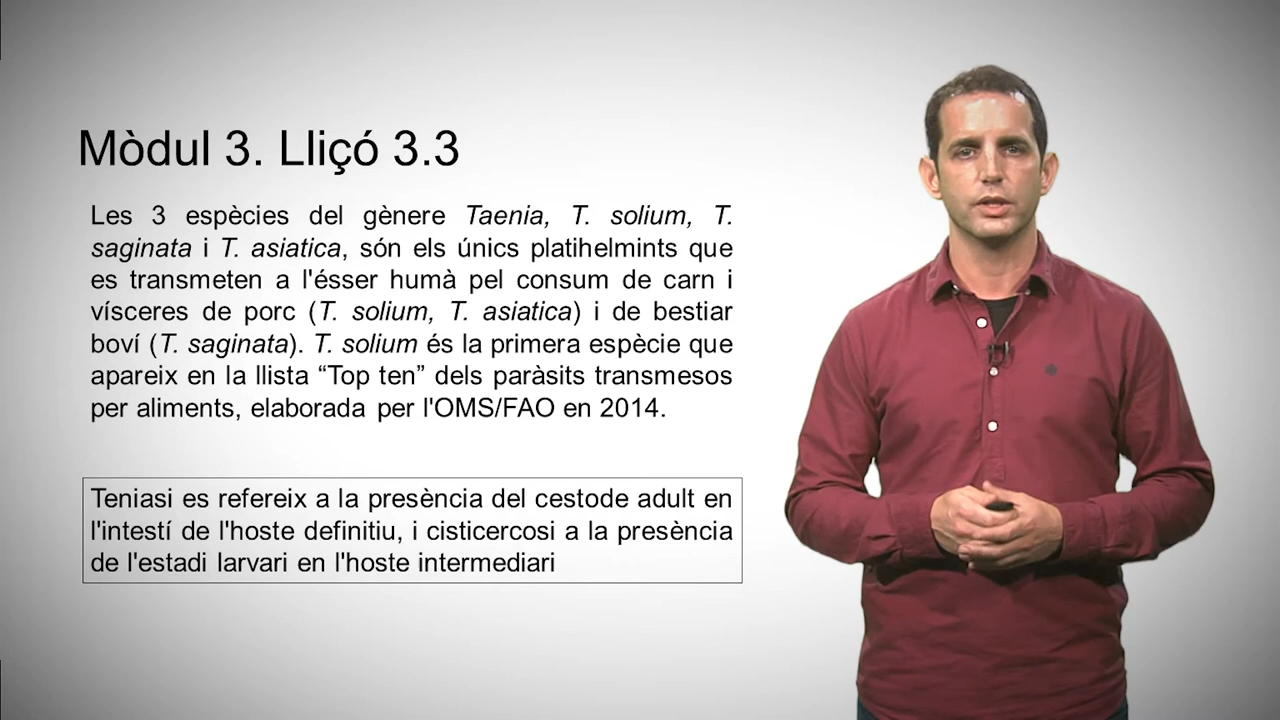 Mòdul 3. Lliçó 3.3
Les 3 espècies del gènere Taenia, T. solium, T.
saginata i T. asiatica, són els únics platihelmints que
es transmeten a l'ésser humà pel consum de carn i
vísceres de porc (T. solium, T. asiatica) i de bestiar
boví (T. saginata). T. solium és la primera espècie que
apareix en la llista “Top ten” dels paràsits transmesos
per aliments, elaborada per l'OMS/FAO en 2014.
Teniasi es refereix a la presència del cestode adult en
l'intestí de l'hoste definitiu, i cisticercosi a la presència
de l'estadi larvari en l'hoste intermediari